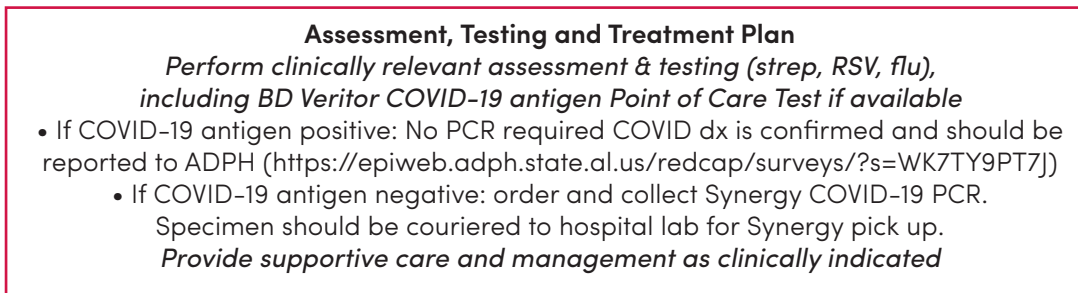 Assessment, Testing and Treatment Plan
Perform clinically relevant assessment & testing (strep, RSV, flu),
including BD Veritor COVID-19 antigen Point of Care Test if available
• If COVID-19 antigen positive: No PCR required COVID dx is confirmed and should be
reported to ADPH (https://epiweb.adph.state.al.us/redcap/surveys/?s=WK7TY9PT7J)
• If COVID-19 antigen negative: order and collect Synergy COVID-19 PCR.
Specimen should be couriered to hospital lab for Synergy pick up.
Provide supportive care and management as clinically indicated